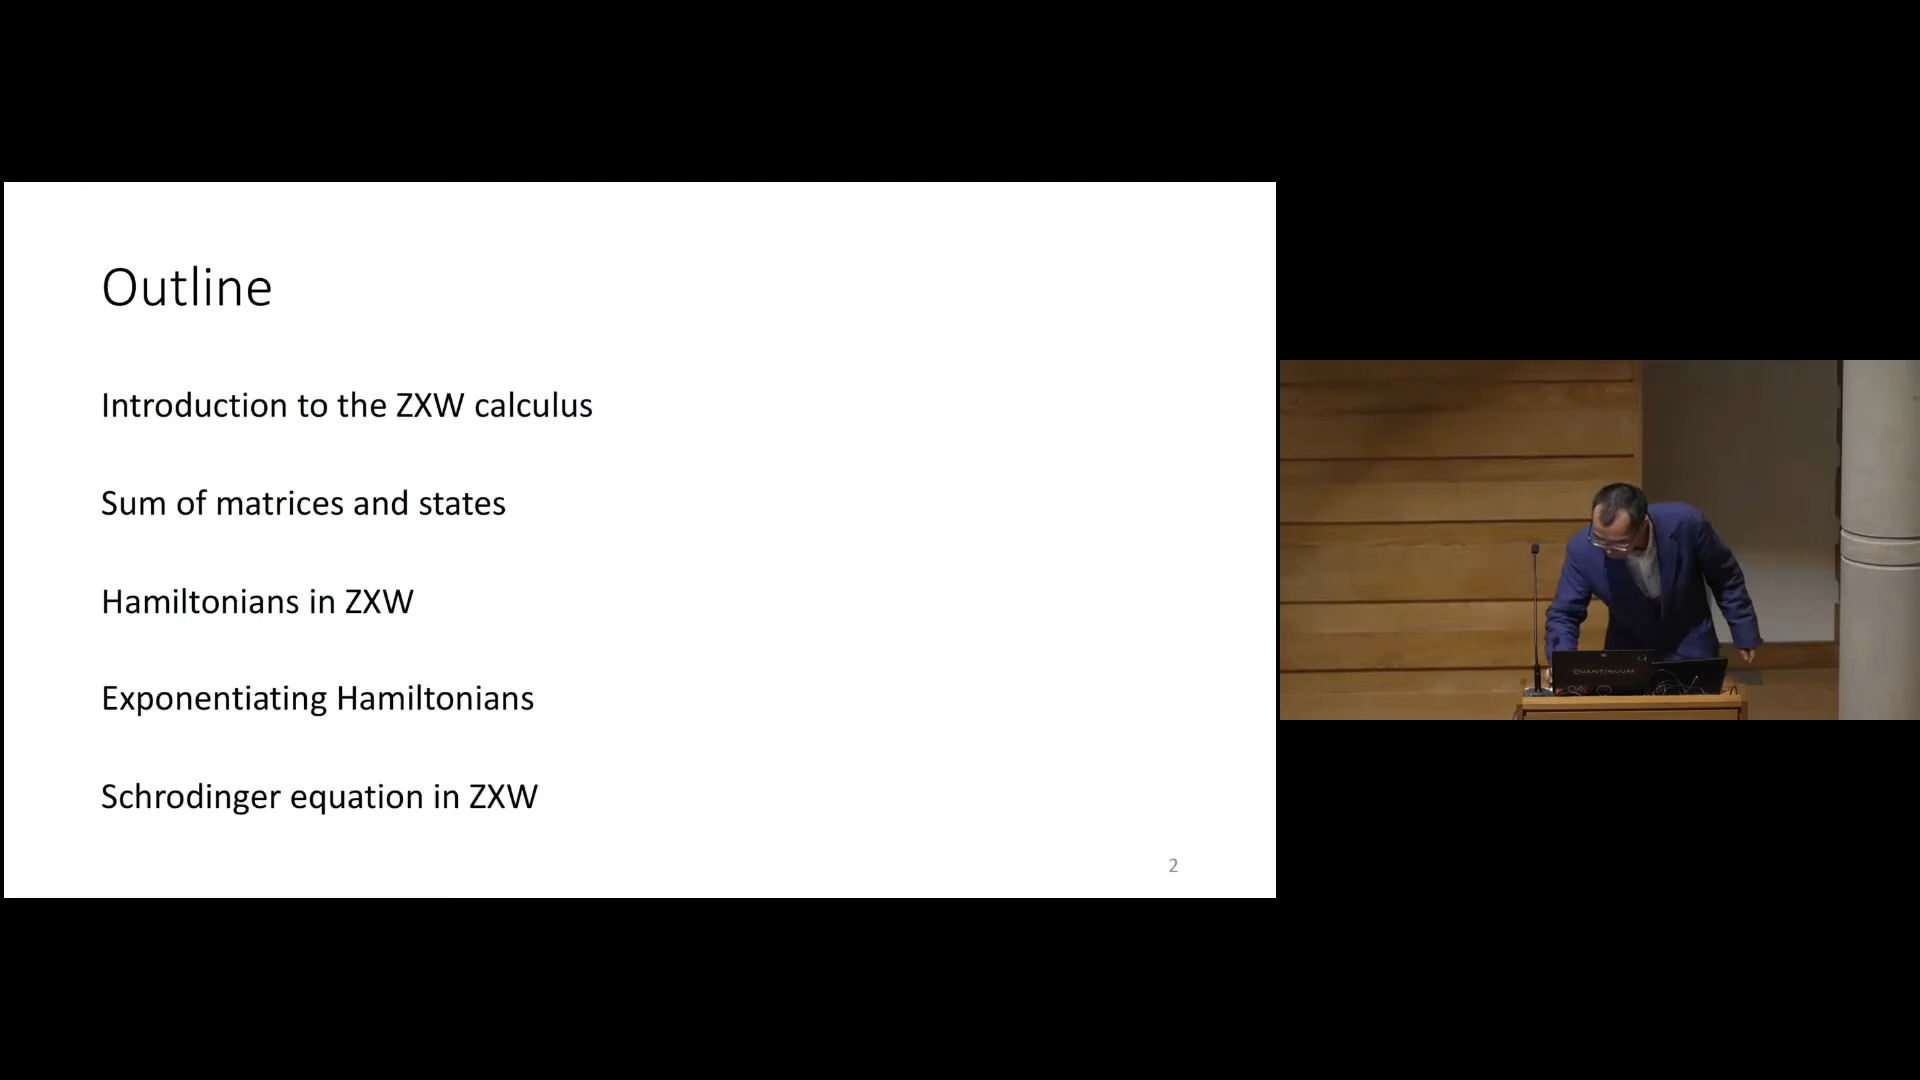 Outline
Introduction to the ZXW calculus
Sum of matrices and states
Hamiltonians in ZXW
Exponentiating Hamiltonians
Schrodinger equation in ZXW
2
QUANTINUUM